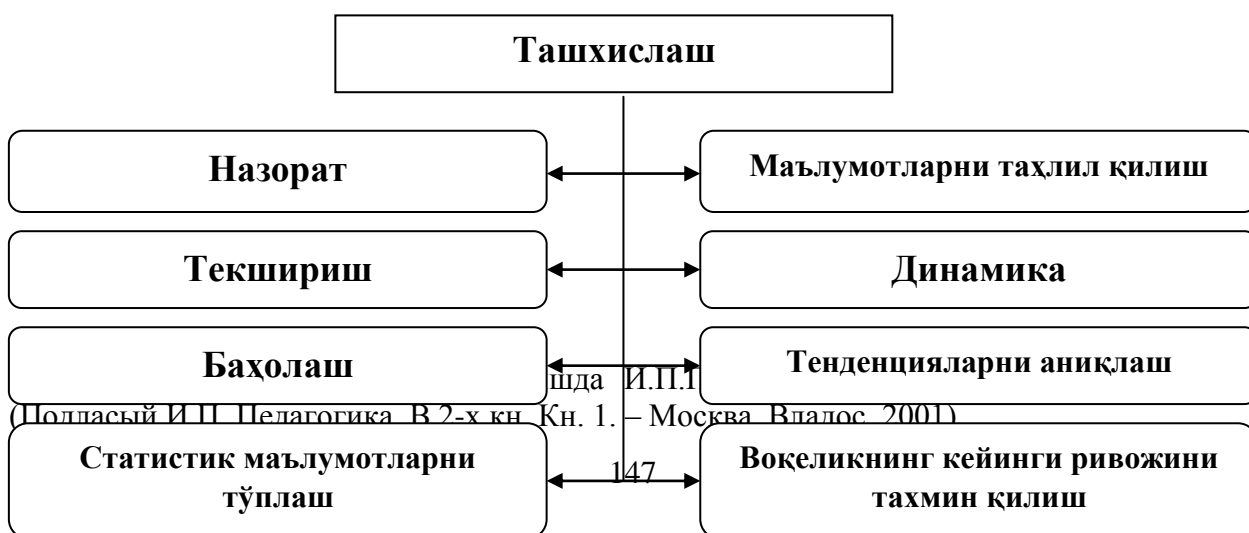 Ташхислаш
Назорат
Маълумотларни таҳлил қилиш
Текшириш
Динамика
Баҳолаш
Тенденцияларни аниқлаш
шда И.П.
(Подласый И.П. Педагогика. В 2-х кн. Кн. 1. – Москва, Владос, 2001)
Статистик маълумотларни
тўплаш
147
Воқеликнинг кейинги ривожини
тахмин қилиш